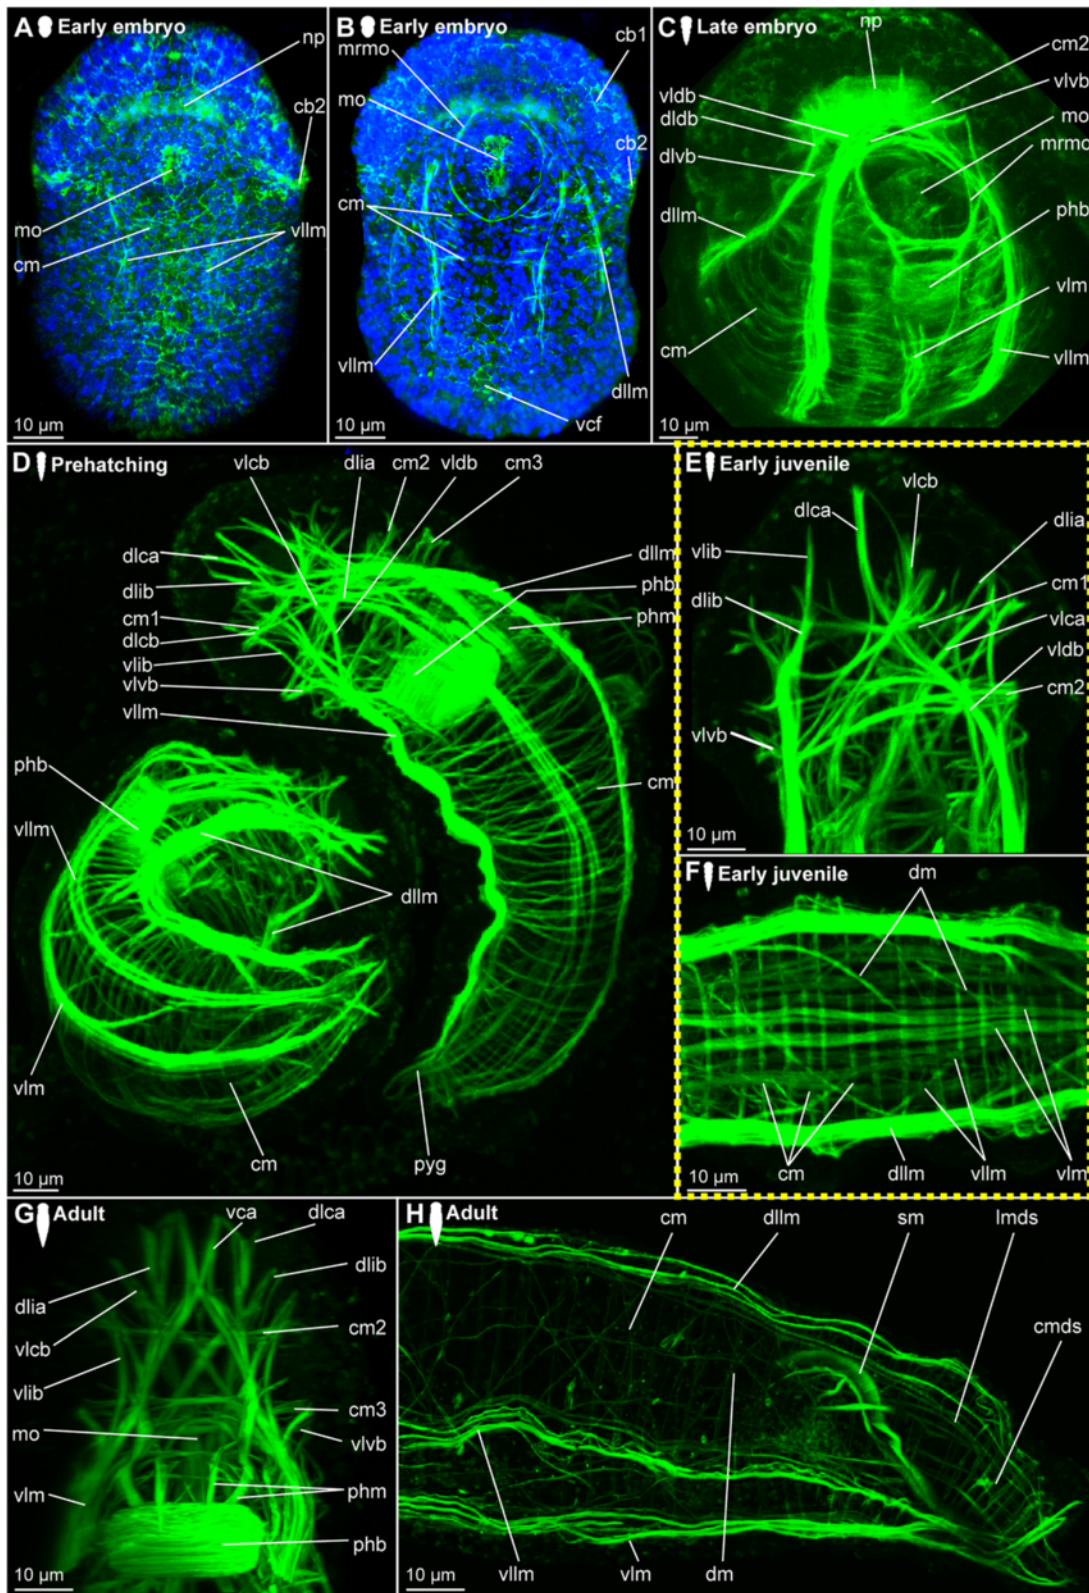 A Early embryo
np
cb2
mo
cm
vllm
10 µm
B Early embryo
mrmo
mo
cb1
cb2
cm
vllm
dllm
vcf
10 µm
C Late embryo
np
cm2
vlvb
mo
mrmo
phb
vlm
vllm
vldb
dldb
dlvb
dllm
cm
10 µm
D Prehatching
vlcb
dlia
cm2
vldb
cm3
dlca
dlib
cm1
dlcb
vlib
vlvb
vllm
dllm
phb
phm
cm
phb
vllm
dllm
vlm
cm
pyg
10 µm
E Early juvenile
vlcb
dlca
dlia
vlib
dlib
cm1
vlca
vldb
cm2
vlvb
10 µm
F Early juvenile
dm
cm
dllm
vllm
vlm
10 µm
G Adult
vca
dlca
dlib
dlia
vlcb
cm2
vlib
cm3
mo
vlvb
vlm
phm
phb
10 µm
H Adult
cm
dllm
sm
lmds
cmds
vllm
vlm
dm
10 µm